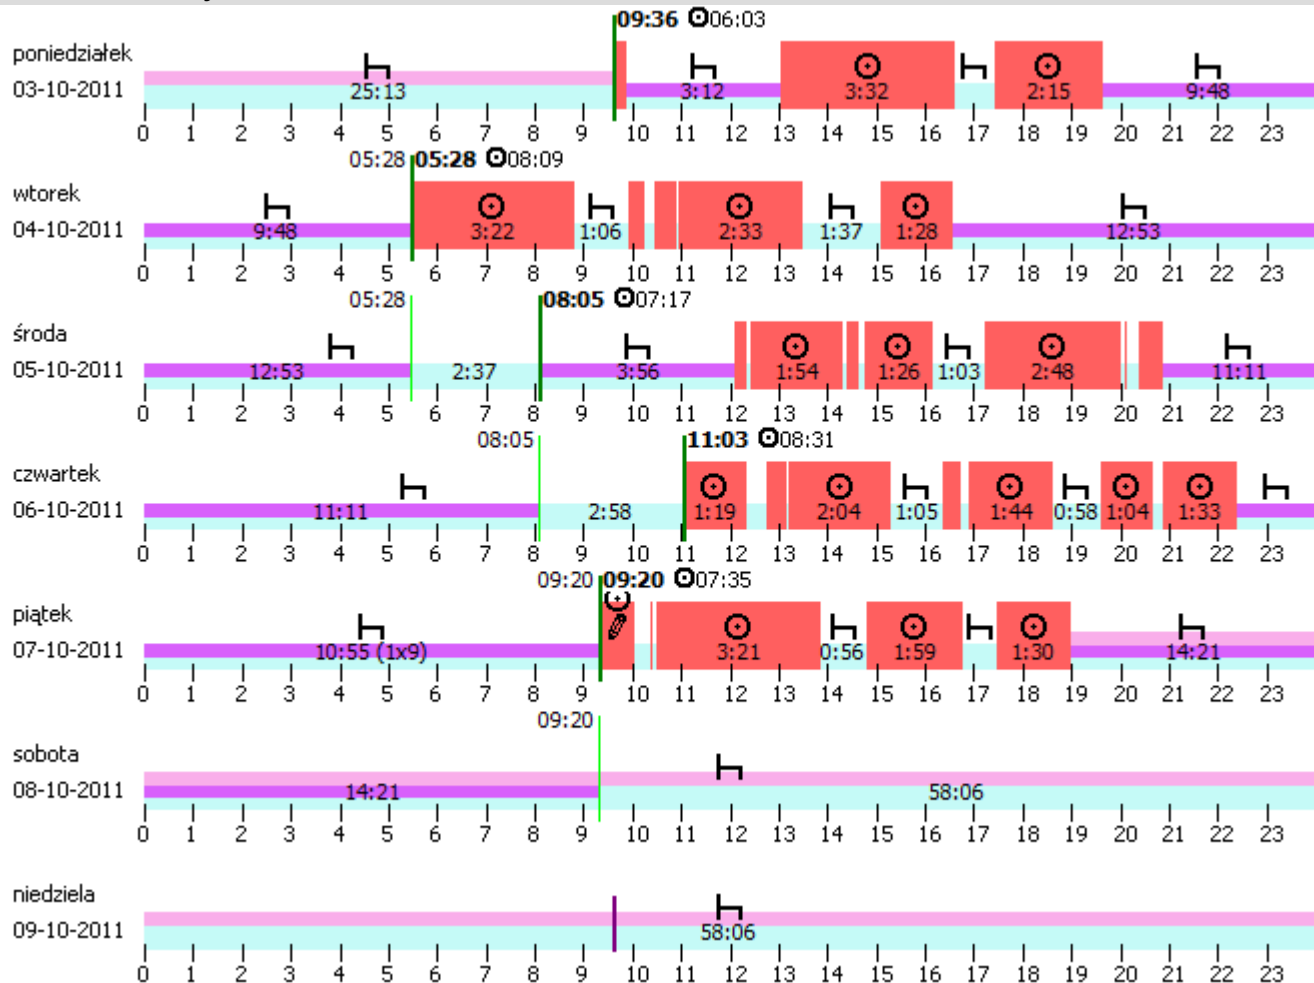 09:36 06:03
poniedziałek
03-10-2011 25:13 3:12 3:32 2:15 9:48
0 1 2 3 4 5 6 7 8 9 10 11 12 13 14 15 16 17 18 19 20 21 22 23
05:28 05:28 08:09
wtorek
04-10-2011 9:48 3:22 1:06 2:33 1:37 1:28 12:53
0 1 2 3 4 5 6 7 8 9 10 11 12 13 14 15 16 17 18 19 20 21 22 23
05:28 08:05 07:17
środa
05-10-2011 12:53 2:37 3:56 1:54 1:26 1:03 2:48 11:11
0 1 2 3 4 5 6 7 8 9 10 11 12 13 14 15 16 17 18 19 20 21 22 23
08:05 11:03 08:31
czwartek
06-10-2011 11:11 2:58 1:19 2:04 1:05 1:44 0:58 1:04 1:33
0 1 2 3 4 5 6 7 8 9 10 11 12 13 14 15 16 17 18 19 20 21 22 23
09:20 09:20 07:35
piątek
07-10-2011 10:55 (1x9) 3:21 0:56 1:59 1:30 14:21
0 1 2 3 4 5 6 7 8 9 10 11 12 13 14 15 16 17 18 19 20 21 22 23
09:20
sobota
08-10-2011 14:21 58:06
0 1 2 3 4 5 6 7 8 9 10 11 12 13 14 15 16 17 18 19 20 21 22 23
niedziela
09-10-2011 58:06
0 1 2 3 4 5 6 7 8 9 10 11 12 13 14 15 16 17 18 19 20 21 22 23